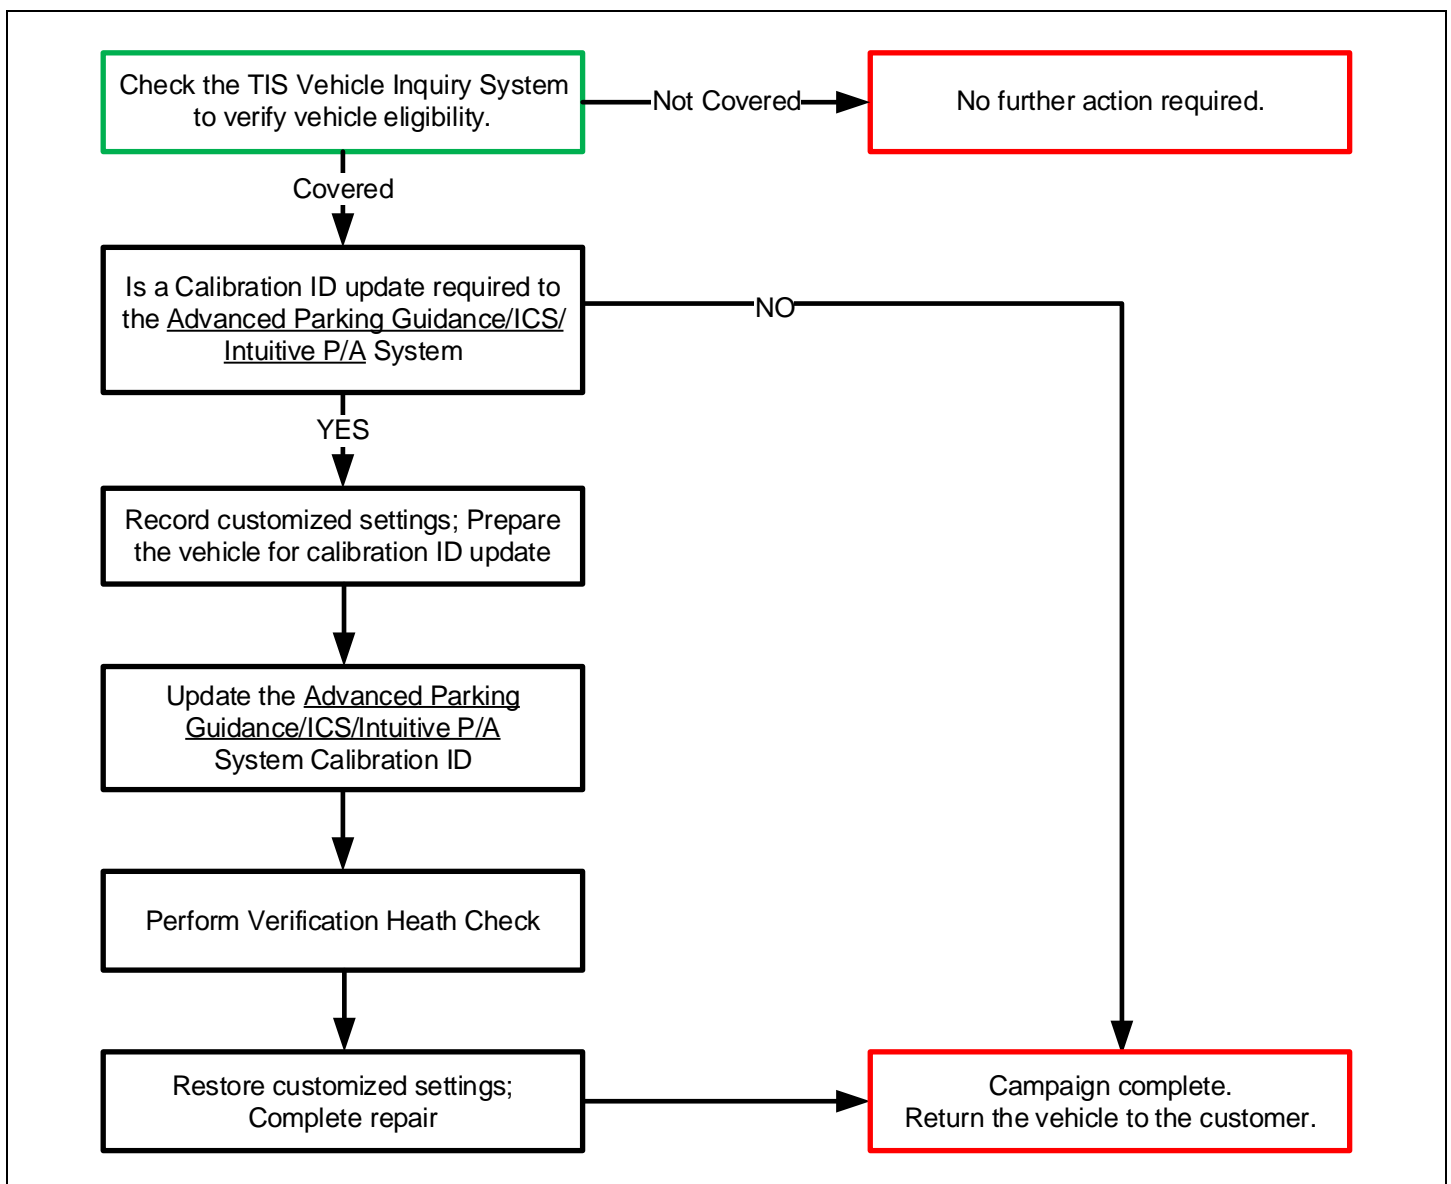 Check the TIS Vehicle Inquiry System
to verify vehicle eligibility.
Not Covered
No further action required.
Covered
Is a Calibration ID update required to
the Advanced Parking Guidance/ICS/
Intuitive P/A System
NO
YES
Record customized settings; Prepare
the vehicle for calibration ID update
Update the Advanced Parking
Guidance/ICS/Intuitive P/A
System Calibration ID
Perform Verification Heath Check
Restore customized settings;
Complete repair
Campaign complete.
Return the vehicle to the customer.